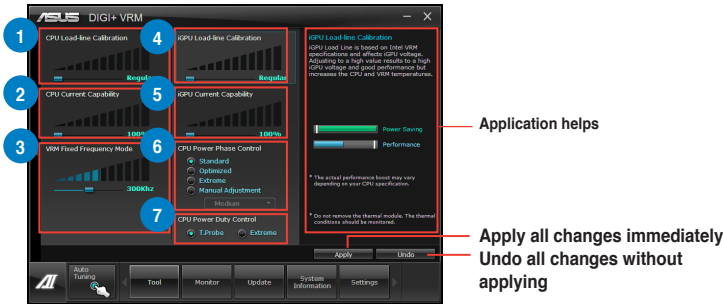 ASUS DIGI+ VRM
1
CPU Load-line Calibration
Regular
4
iGPU Load-line Calibration
Regular
2
CPU Current Capability
100%
5
iGPU Current Capability
100%
3
VRM Fixed Frequency Mode
300Khz
6
CPU Power Phase Control
Standard
Optimized
Extreme
Manual Adjustment
Medium
7
CPU Power Duty Control
T.Probe Extreme
iGPU Load-line Calibration
iGPU Load Line is based on Intel VRM
specifications and affects iGPU voltage.
Adjusting to a high value results to a high
iGPU voltage and good performance but
increases the CPU and VRM temperatures.
Power Saving
Performance
* The actual performance boost may vary
depending on your CPU specification.
* Do not remove the thermal module. The thermal
conditions should be monitored.
Application helps
Apply Undo
Apply all changes immediately
Undo all changes without
applying
Auto
Tuning
Tool
Monitor
Update
System
Information
Settings